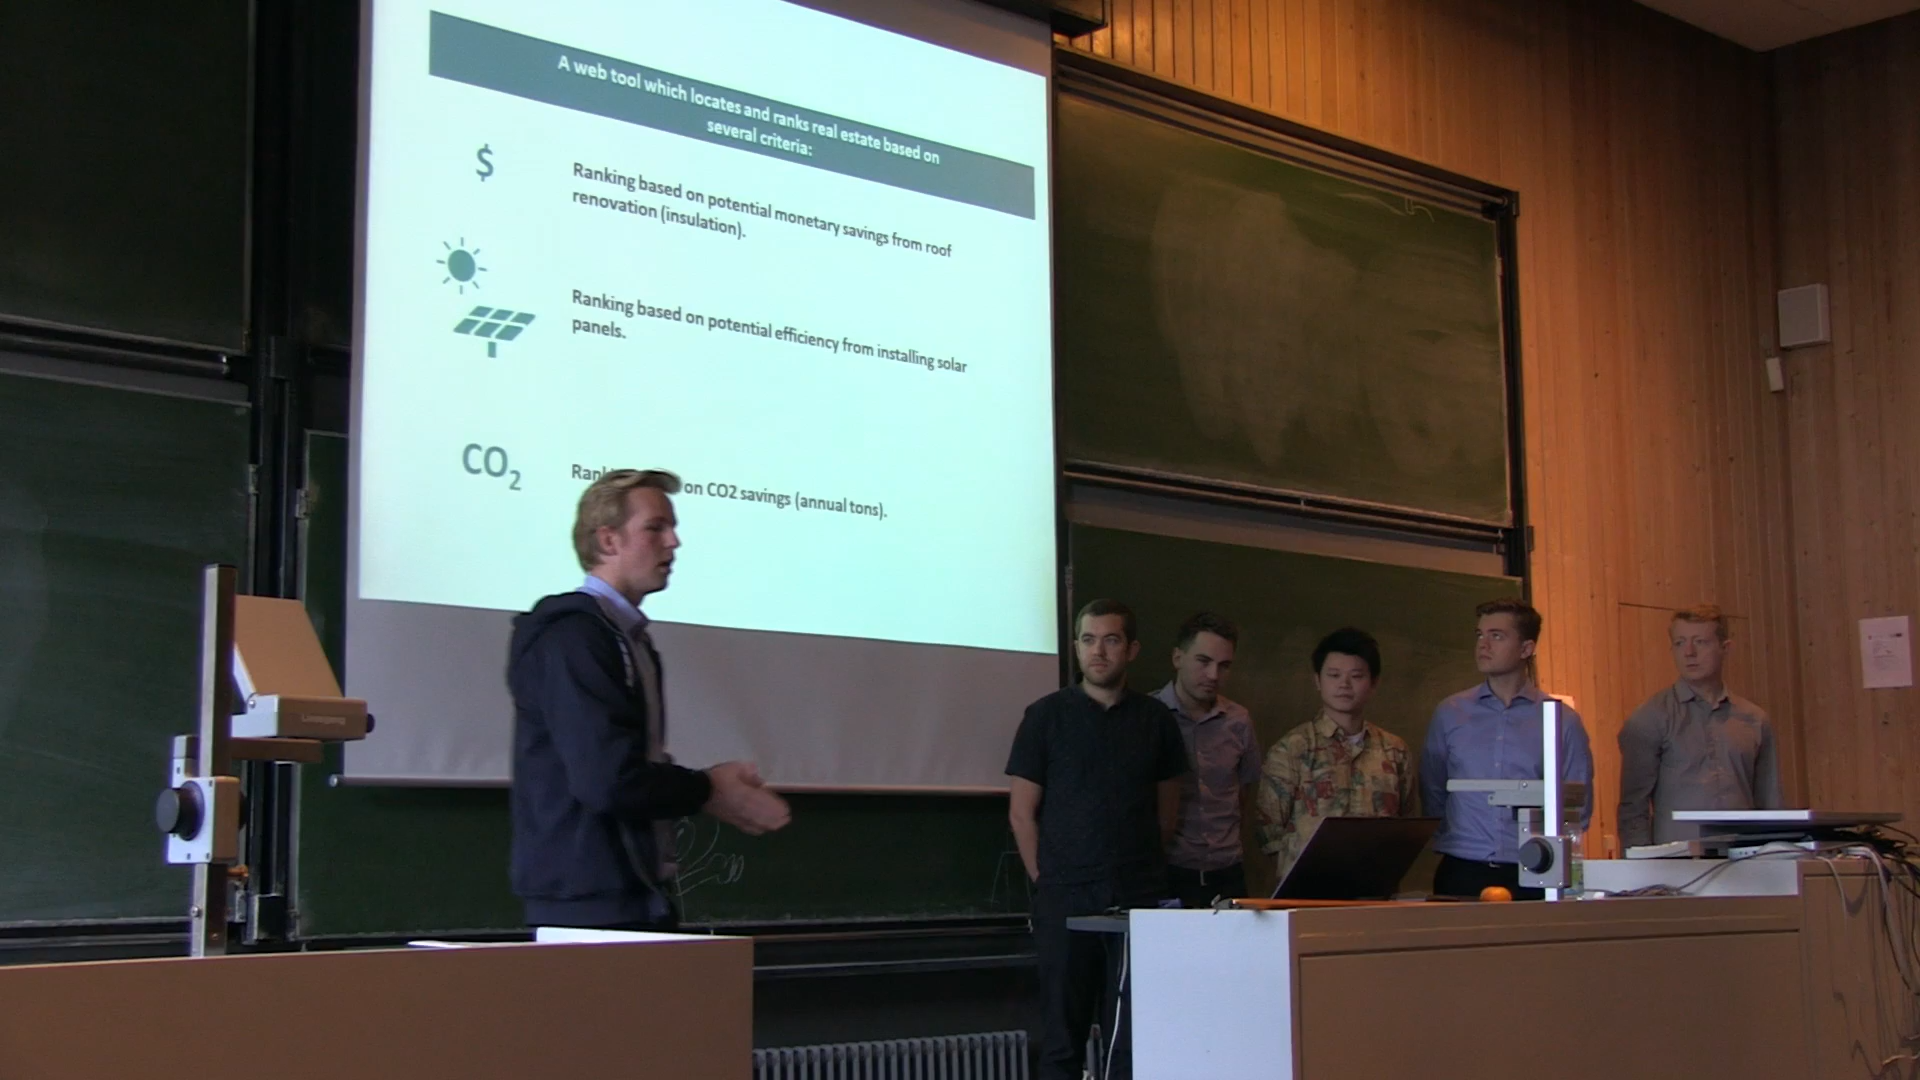 A web tool which locates and ranks real estate based on
several criteria:
$
Ranking based on potential monetary savings from roof
renovation (insulation).
Ranking based on potential efficiency from installing solar
panels.
CO2
on CO2 savings (annual tons).